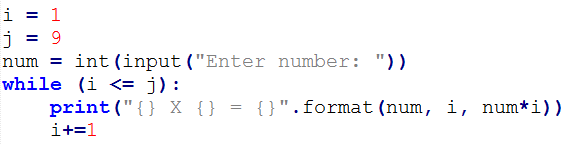 i = 1
j = 9
num = int(input("Enter number: "))
while (i <= j):
    print("{} X {} = {}".format(num, i, num*i))
    i+=1